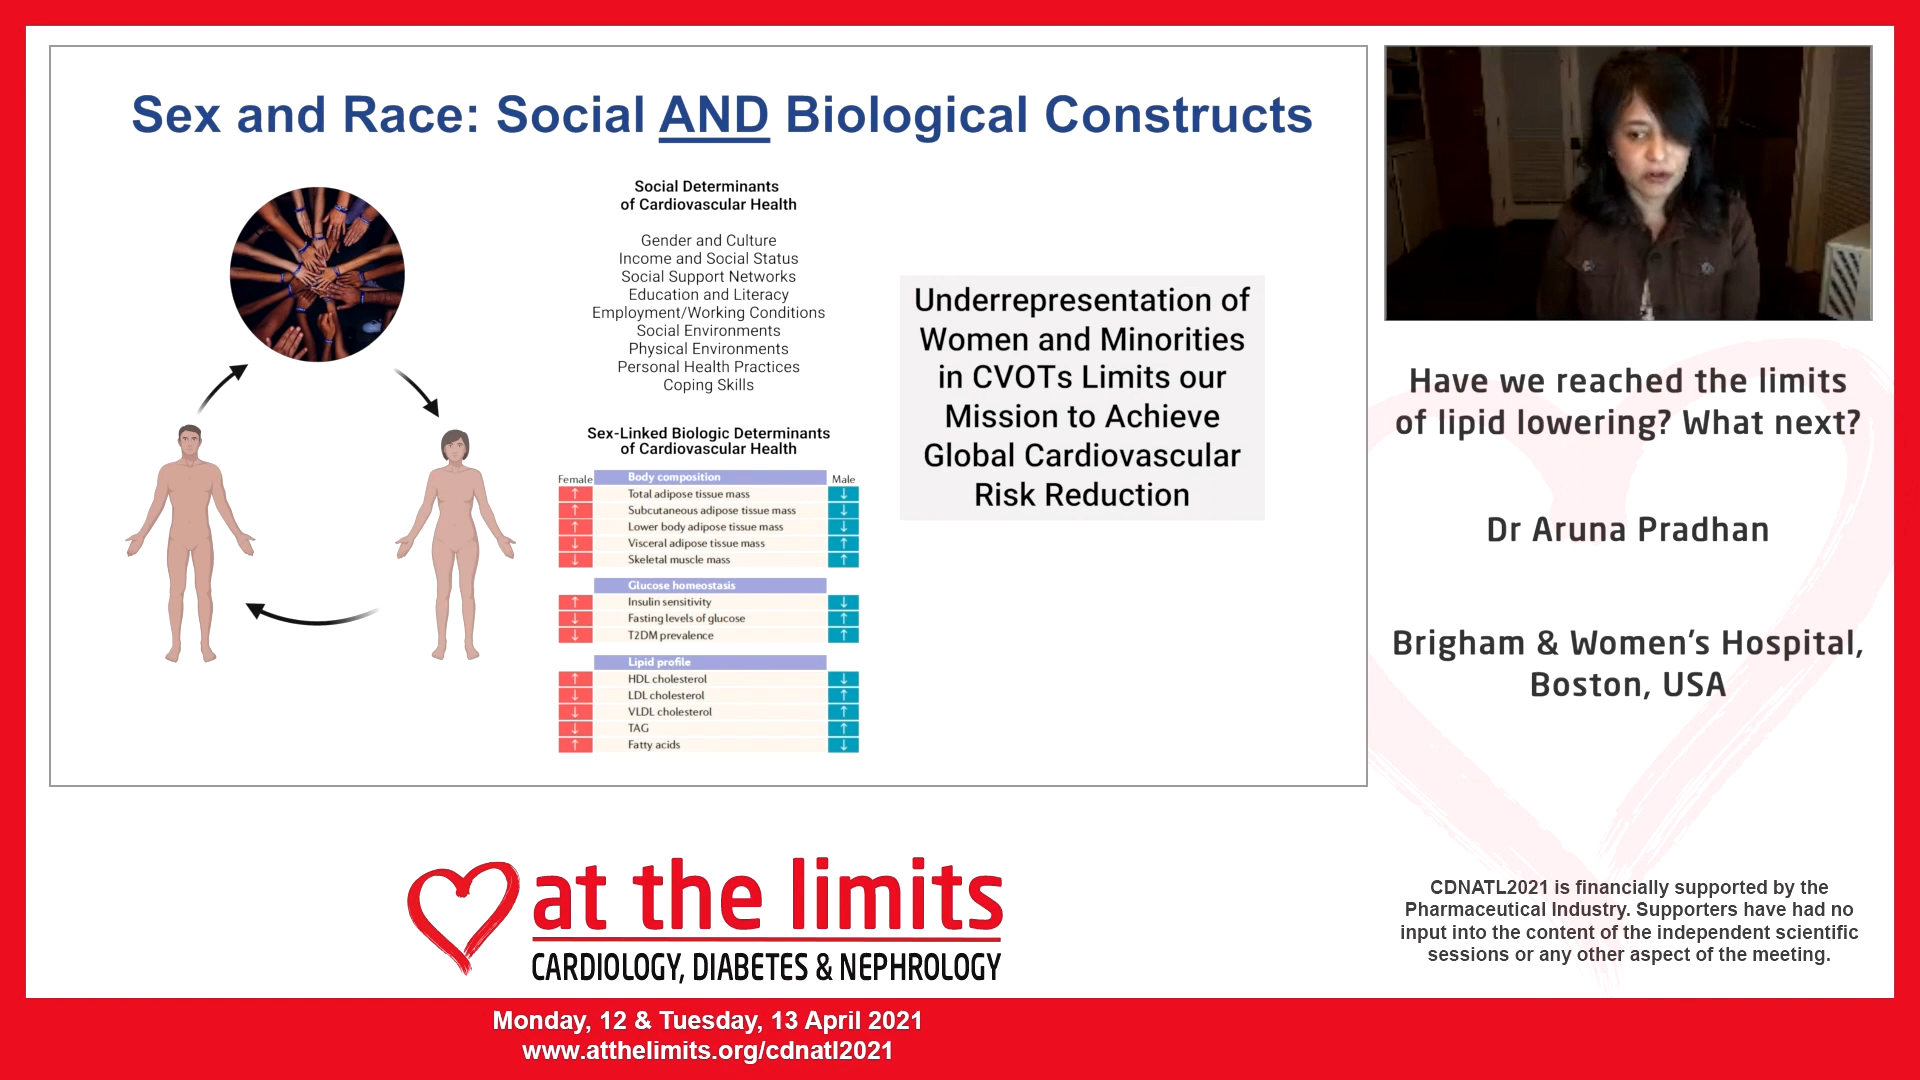 Sex and Race: Social AND Biological Constructs
Social Determinants
of Cardiovascular Health
Gender and Culture
Income and Social Status
Social Support Networks
Education and Literacy
Employment/Working Conditions
Social Environments
Physical Environments
Personal Health Practices
Coping Skills
Sex-Linked Biologic Determinants
of Cardiovascular Health
Female Body composition Male
↑ Total adipose tissue mass ↓
↑ Subcutaneous adipose tissue mass ↓
↑ Lower body adipose tissue mass ↓
↓ Visceral adipose tissue mass ↑
↓ Skeletal muscle mass ↑
Glucose homeostasis
↑ Insulin sensitivity ↓
↓ Fasting levels of glucose ↑
↓ T2DM prevalence ↑
Lipid profile
↑ HDL cholesterol ↓
↓ LDL cholesterol ↑
↓ VLDL cholesterol ↑
↓ TAG ↑
↑ Fatty acids ↓
Underrepresentation of
Women and Minorities
in CVOTs Limits our
Mission to Achieve
Global Cardiovascular
Risk Reduction
Have we reached the limits
of lipid lowering? What next?
Dr Aruna Pradhan
Brigham & Women's Hospital,
Boston, USA
CDNATL2021 is financially supported by the
Pharmaceutical Industry. Supporters have had no
input into the content of the independent scientific
sessions or any other aspect of the meeting.
at the limits
CARDIOLOGY, DIABETES & NEPHROLOGY
Monday, 12 & Tuesday, 13 April 2021
www.atthelimits.org/cdnatl2021